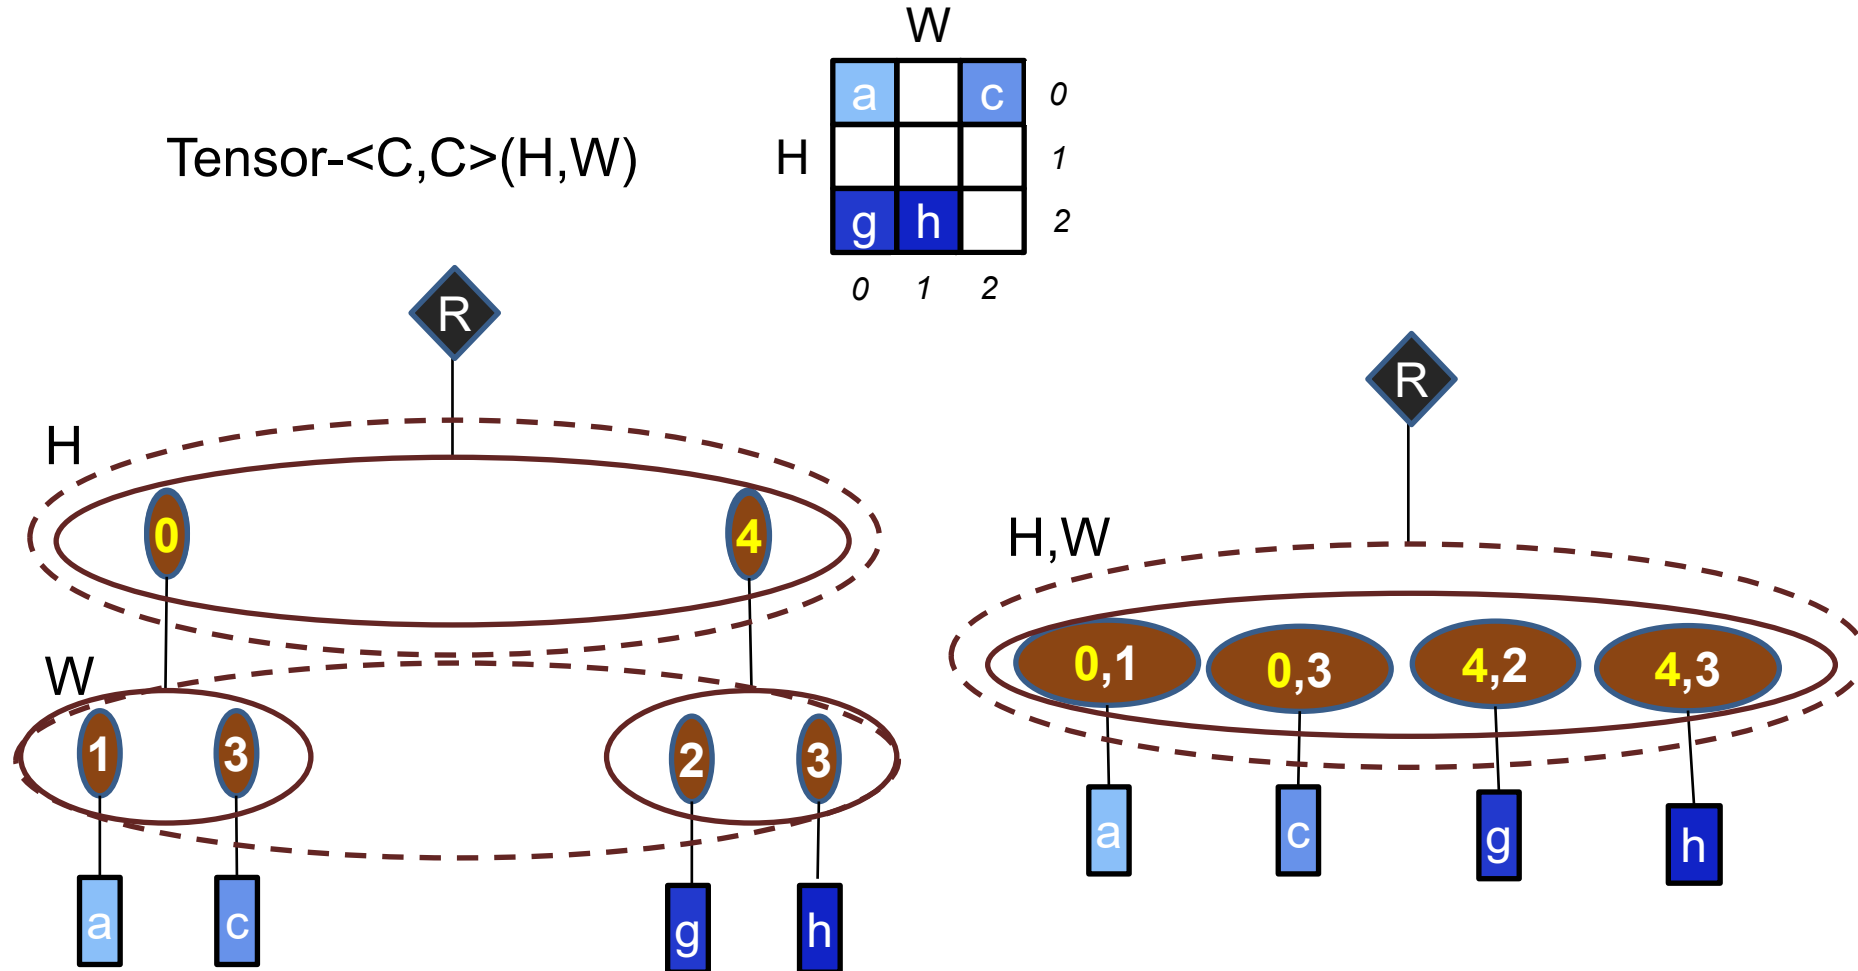 W
a c 0
Tensor-<C,C>(H,W)
H 1
g h 2
0 1 2
R
R
H
0 4
H,W
W
0,1 0,3 4,2 4,3
1 3 2 3
a c g h
a c g h